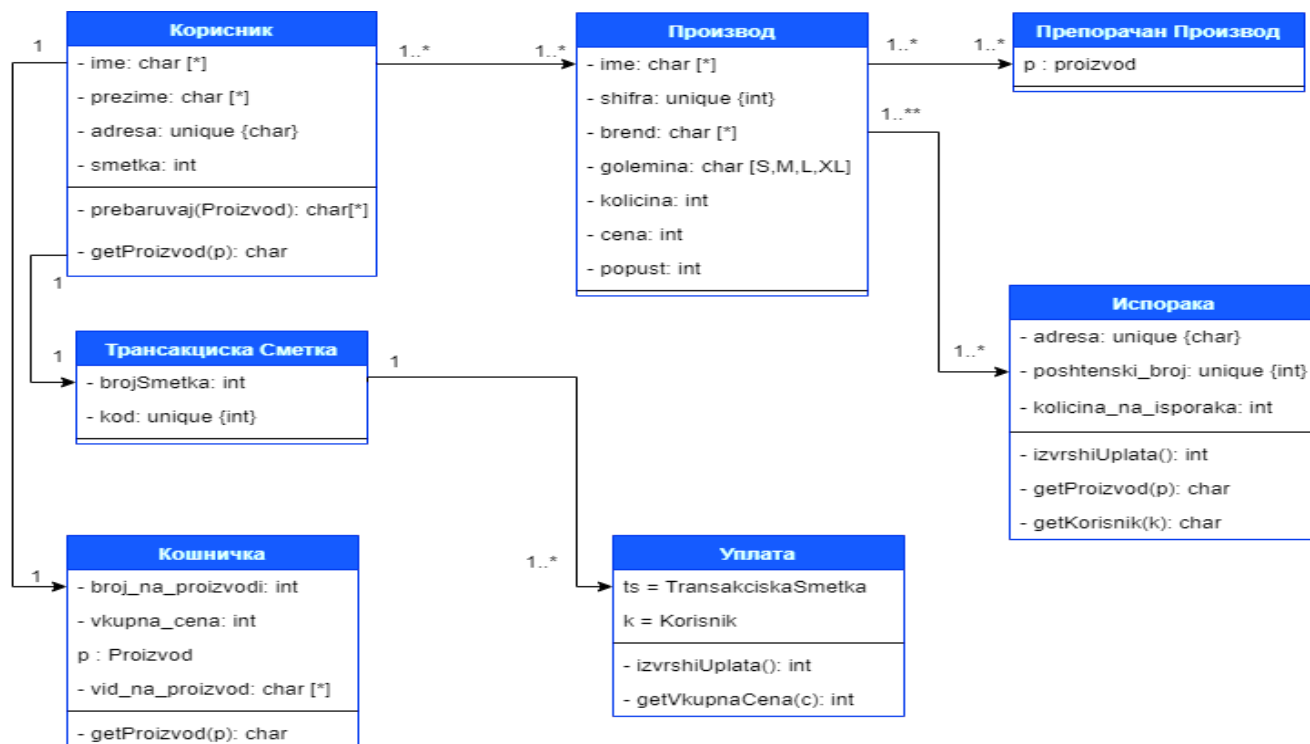 Корисник
- ime: char [*]
- prezime: char [*]
- adresa: unique {char}
- smetka: int
- prebaruvaj(Proizvod): char[*]
- getProizvod(p): char
1
1..*
1..*
Производ
- ime: char [*]
- shifra: unique {int}
- brend: char [*]
- golemina: char [S,M,L,XL]
- kolicina: int
- cena: int
- popust: int
1..*
1..*
1..**
Препорачан Производ
p : proizvod
1..*
Испорака
- adresa: unique {char}
- poshtenski_broj: unique {int}
- kolicina_na_isporaka: int
- izvrshiUplata(): int
- getProizvod(p): char
- getKorisnik(k): char
1
1
Трансакциска Сметка
- brojSmetka: int
- kod: unique {int}
1
1..*
1
Кошничка
- broj_na_proizvodi: int
- vkupna_cena: int
p : Proizvod
- vid_na_proizvod: char [*]
- getProizvod(p): char
Уплата
ts = TransakciskaSmetka
k = Korisnik
- izvrshiUplata(): int
- getVkupnaCena(c): int